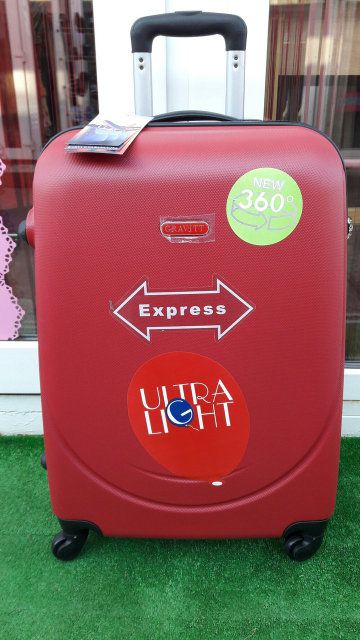 NEW
360°
GRAVITT
Express
ULTRA
LIGHT